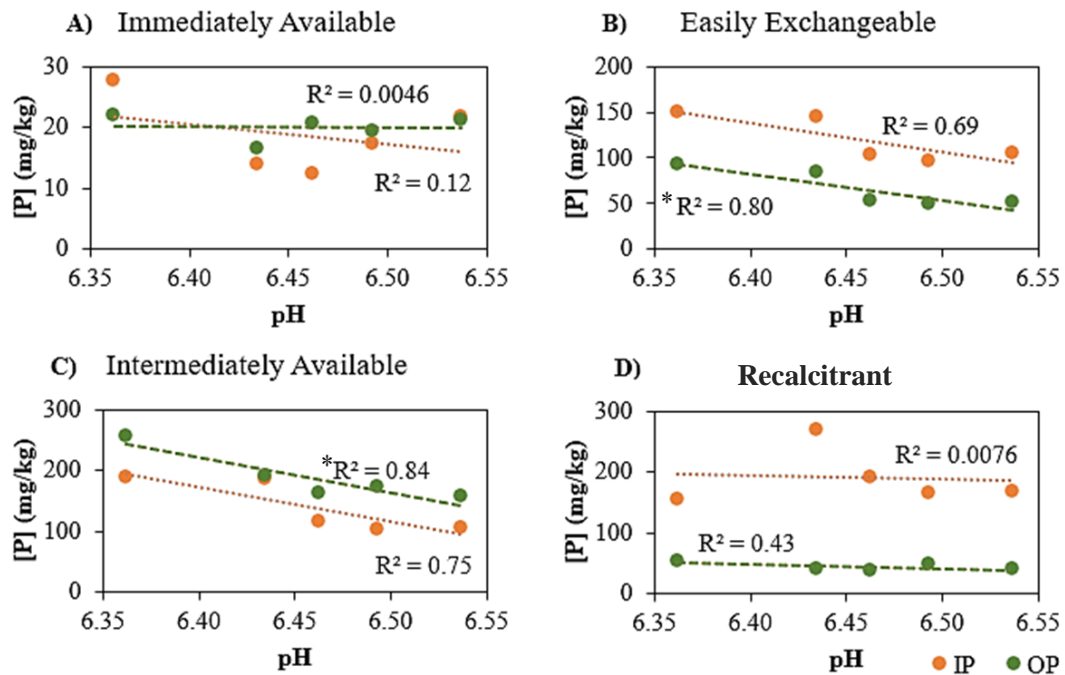 A) Immediately Available
30
20
10
0
[P] (mg/kg)
R² = 0.0046
R² = 0.12
6.35 6.40 6.45 6.50 6.55
pH
B) Easily Exchangeable
200
150
100
50
0
[P] (mg/kg)
R² = 0.69
*R² = 0.80
6.35 6.40 6.45 6.50 6.55
pH
C) Intermediately Available
300
200
100
0
[P] (mg/kg)
*R² = 0.84
R² = 0.75
6.35 6.40 6.45 6.50 6.55
pH
D) Recalcitrant
300
200
100
0
[P] (mg/kg)
R² = 0.0076
R² = 0.43
6.35 6.40 6.45 6.50 6.55
pH
IP OP